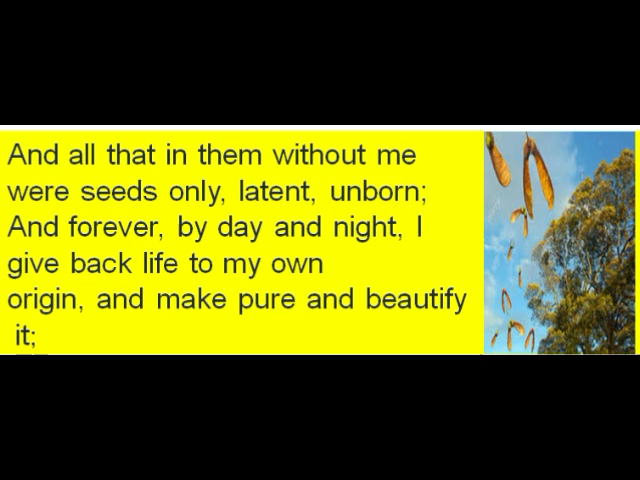 And all that in them without me
were seeds only, latent, unborn;
And forever, by day and night, I
give back life to my own
origin, and make pure and beautify
it;